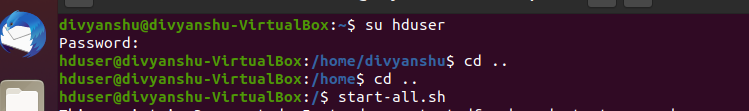 divyanshu@divyanshu-VirtualBox:~$ su hduser
Password:
hduser@divyanshu-VirtualBox:/home/divyanshu$ cd ..
hduser@divyanshu-VirtualBox:/home$ cd ..
hduser@divyanshu-VirtualBox:/$ start-all.sh